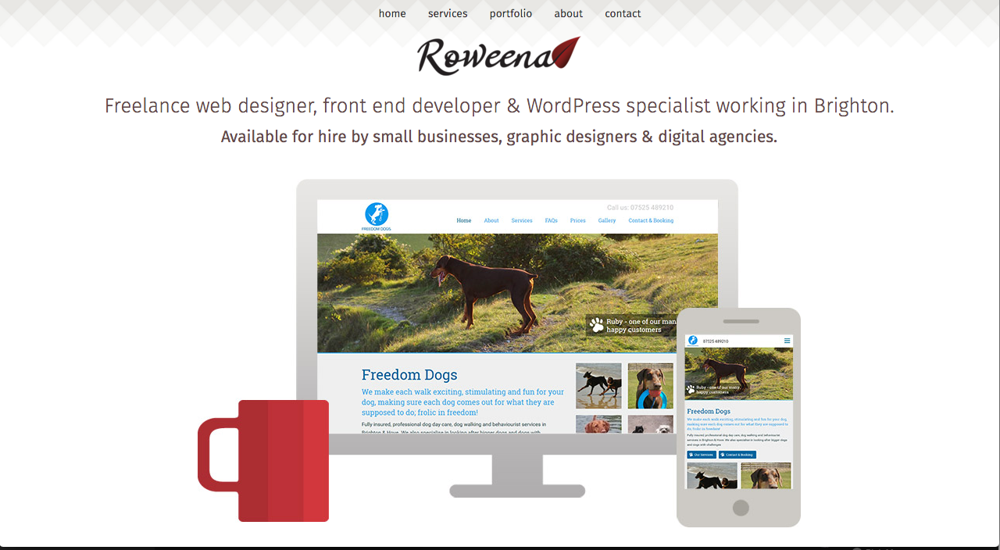 home services portfolio about contact
Roweena
Freelance web designer, front end developer & WordPress specialist working in Brighton.
Available for hire by small businesses, graphic designers & digital agencies.
FREEDOM DOGS
Call us: 07525 489210
Home About Services FAQs Prices Gallery Contact & Booking
Ruby - one of our man
happy customers
Freedom Dogs
We make each walk exciting, stimulating and fun for your
dog, making sure each dog comes out for what they are
supposed to do; frolic in freedom!
Fully insured, professional dog day care, dog walking and behaviourist services in
Brighton & Hove. We also specialise in looking after bigger dogs and dogs with
07525 489210
Ruby - one of our many
happy customers
Freedom Dogs
We make each walk exciting, stimulating and fun for your dog,
making sure each dog comes out for what they are supposed to
do; frolic in freedom!
Fully insured, professional dog day care, dog walking and behaviourist
services in Brighton & Hove. We also specialise in looking after bigger dogs
and dogs with challenges
Our Services Contact & Booking